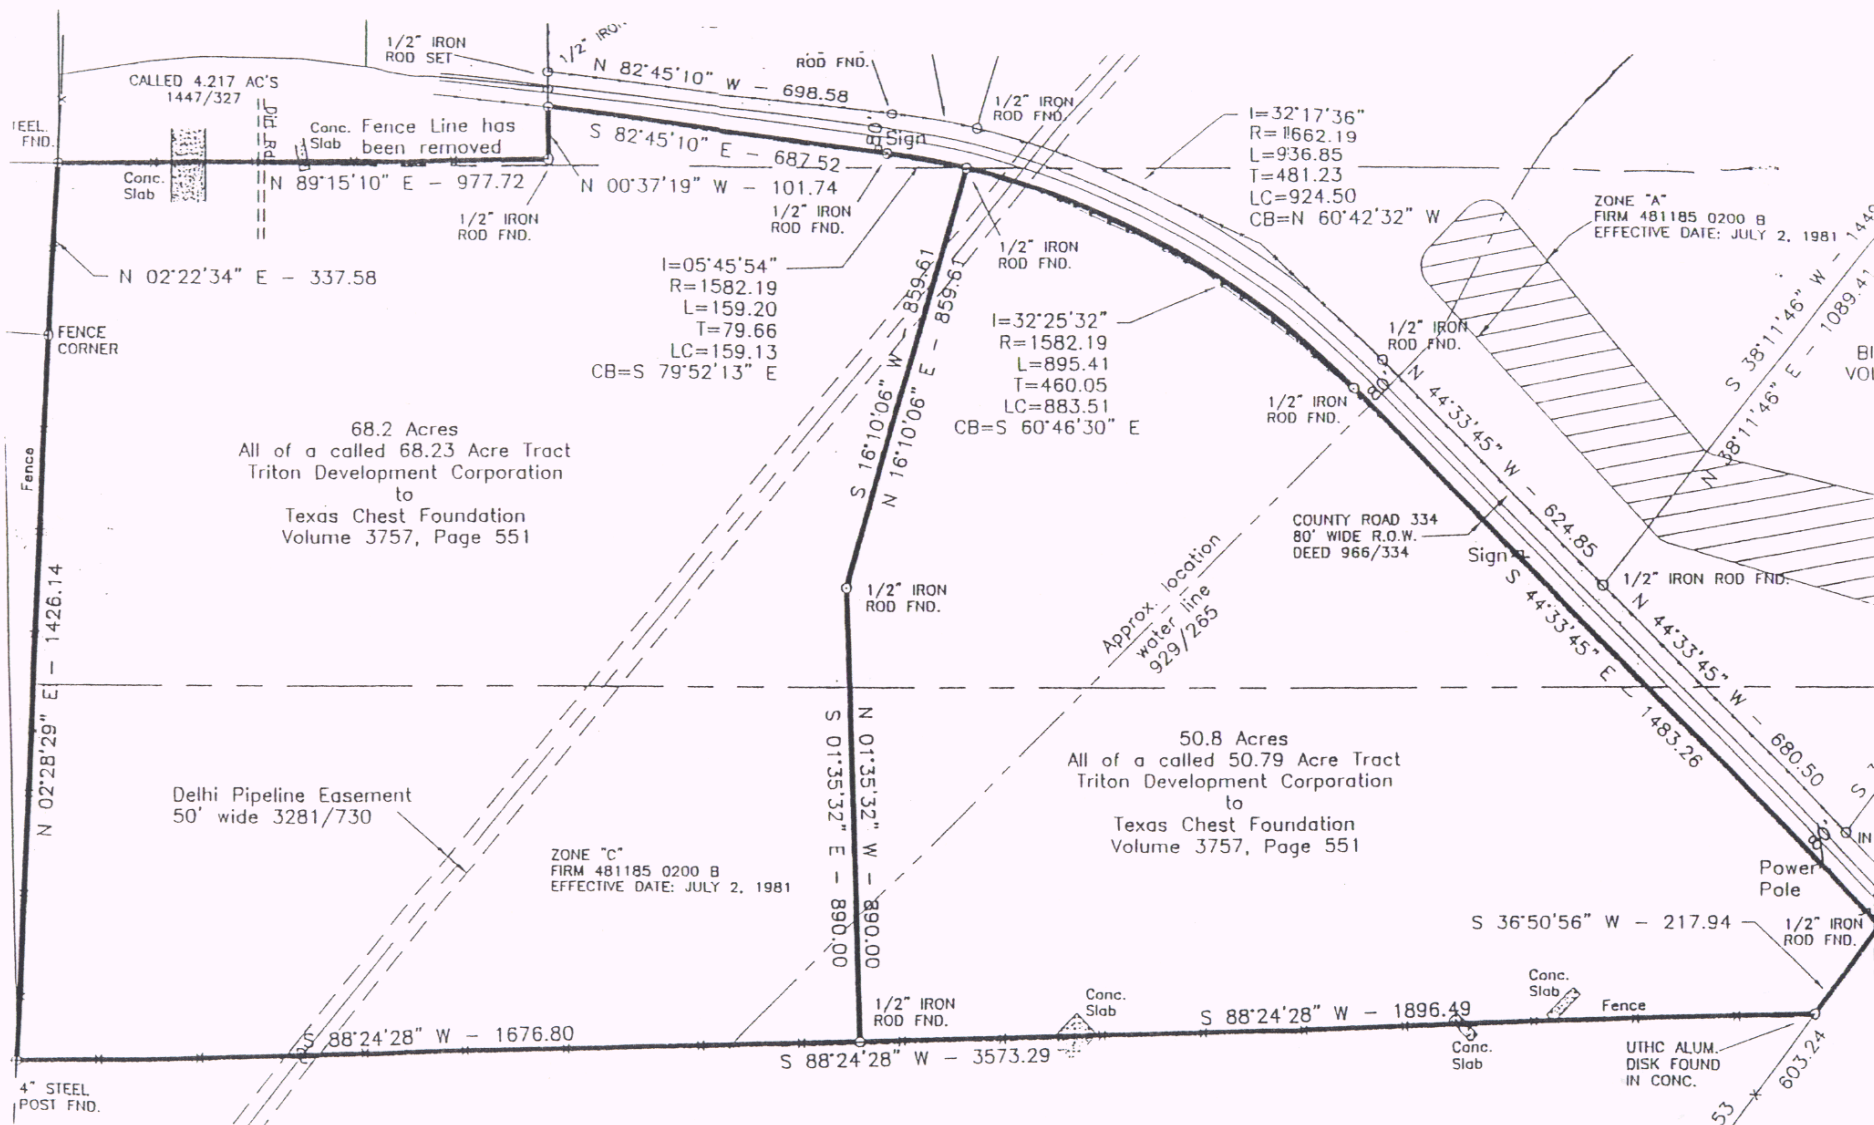 1/2" IRON
ROD SET
1/2" IRON
N 82°45'10" W - 698.58
ROD FND.
1/2" IRON
ROD FND.
CALLED 4.217 AC'S
1447/327
Dirt Rd
Conc.
Slab
Fence Line has
been removed
FND.
Conc.
Slab
N 89°15'10" E - 977.72
1/2" IRON
ROD FND.
S 82°45'10" E - 687.52
Sign
N 00°37'19" W - 101.74
1/2" IRON
ROD FND.
1/2" IRON
ROD FND.
I=32°17'36"
R=1662.19
L=936.85
T=481.23
LC=924.50
CB=N 60°42'32" W
ZONE "A"
FIRM 481185 0200 B
EFFECTIVE DATE: JULY 2, 1981
N 02°22'34" E - 337.58
FENCE
CORNER
I=05°45'54"
R=1582.19
L=159.20
T=79.66
LC=159.13
CB=S 79°52'13" E
S 16°10'06" W - 859.61
N 16°10'06" E - 859.61
I=32°25'32"
R=1582.19
L=895.41
T=460.05
LC=883.51
CB=S 60°46'30" E
1/2" IRON
ROD FND.
1/2" IRON
ROD FND.
80'
N 44°33'45" W - 624.85
S 38°11'46" W - 144
N 38°11'46" E - 1089.41
VOL
Fence
68.2 Acres
All of a called 68.23 Acre Tract
Triton Development Corporation
to
Texas Chest Foundation
Volume 3757, Page 551
COUNTY ROAD 334
80' WIDE R.O.W.
DEED 966/334
Sign
1/2" IRON ROD FND.
1/2" IRON
ROD FND.
Approx. location
water line
929/265
S 44°33'45" E - 1483.26
N 44°33'45" W - 680.50
N 02°28'29" E - 1426.14
S 01°35'32" E - 890.00
N 01°35'32" W - 890.00
50.8 Acres
All of a called 50.79 Acre Tract
Triton Development Corporation
to
Texas Chest Foundation
Volume 3757, Page 551
Delhi Pipeline Easement
50' wide 3281/730
ZONE "C"
FIRM 481185 0200 B
EFFECTIVE DATE: JULY 2, 1981
80'
Power
Pole
S 36°50'56" W - 217.94
1/2" IRON
ROD FND.
1/2" IRON
ROD FND.
Conc.
Slab
Conc.
Slab
S 88°24'28" W - 1896.49
Fence
S 88°24'28" W - 1676.80
S 88°24'28" W - 3573.29
Conc.
Slab
UTHC ALUM.
DISK FOUND
IN CONC.
603.24
53
4" STEEL
POST FND.